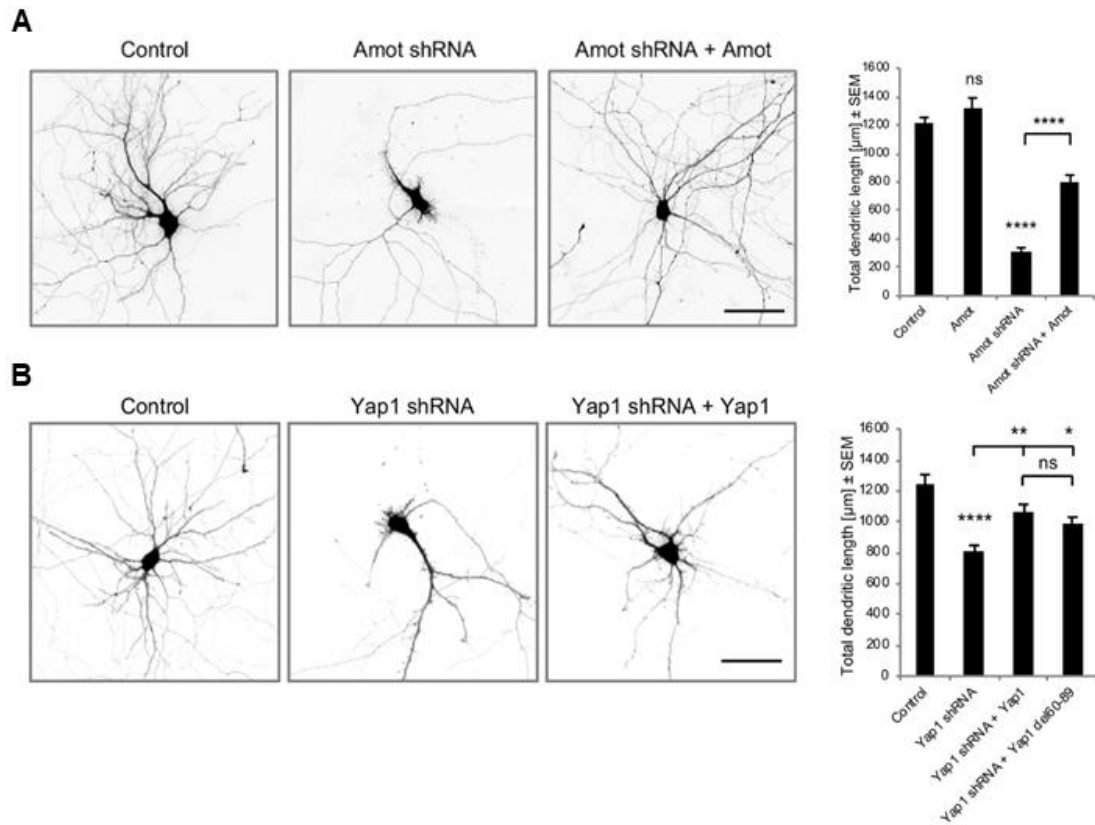 A
Control
Amot shRNA
Amot shRNA + Amot
Total dendritic length [µm] ± SEM
1600
1400
1200
1000
800
600
400
200
0
ns
****
****
Control
Amot
Amot shRNA
Amot shRNA + Amot
B
Control
Yap1 shRNA
Yap1 shRNA + Yap1
Total dendritic length [µm] ± SEM
1600
1400
1200
1000
800
600
400
200
0
** *
ns
****
Control
Yap1 shRNA
Yap1 shRNA + Yap1
Yap1 shRNA + Yap1 del60-89